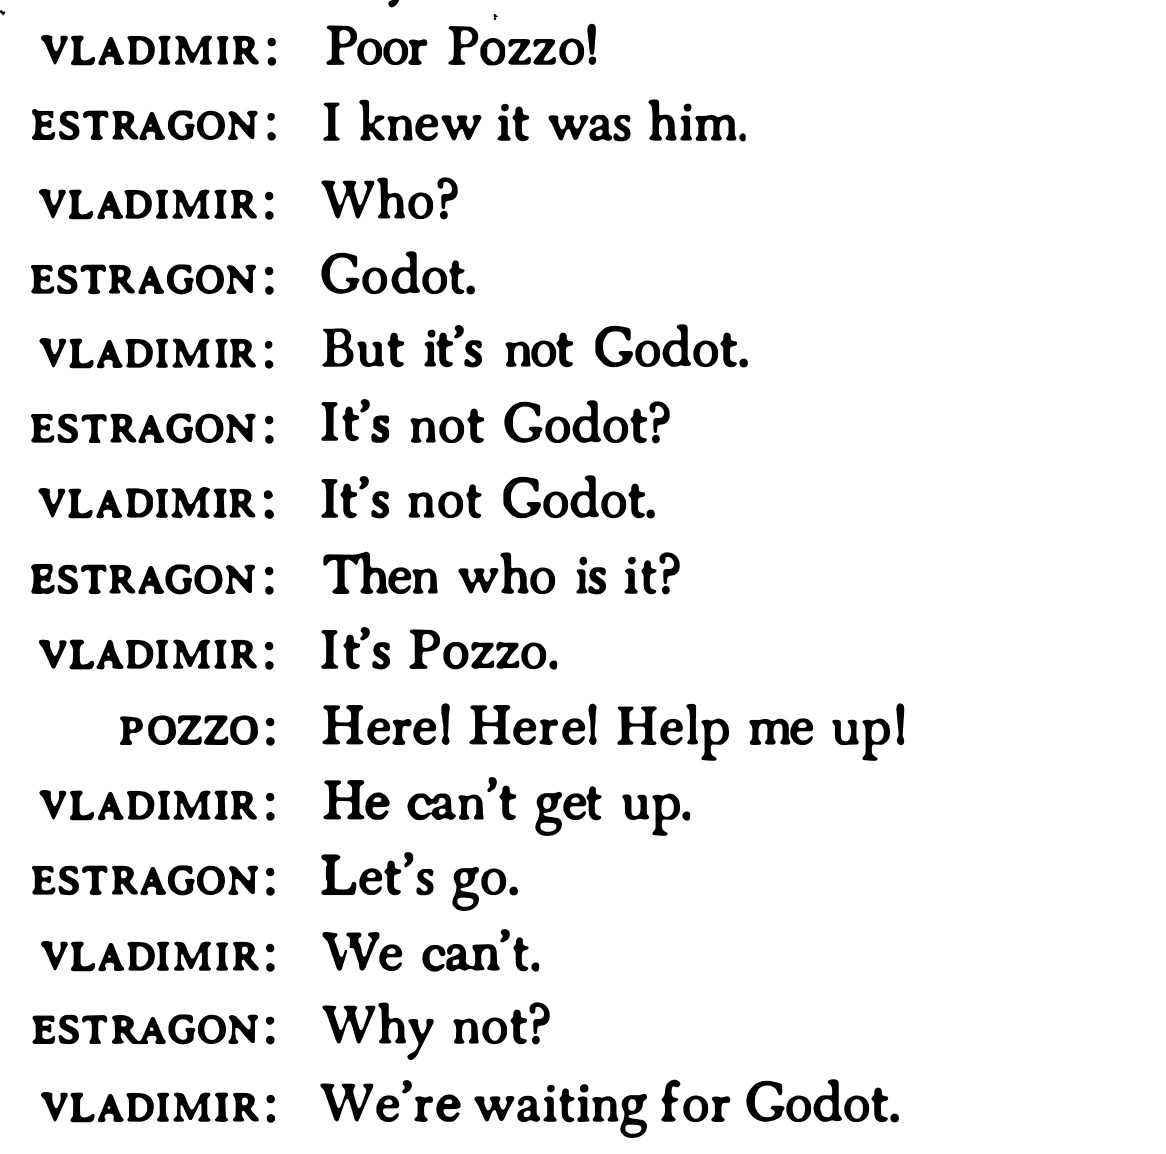 VLADIMIR: Poor Pozzo!
ESTRAGON: I knew it was him.
VLADIMIR: Who?
ESTRAGON: Godot.
VLADIMIR: But it's not Godot.
ESTRAGON: It's not Godot?
VLADIMIR: It's not Godot.
ESTRAGON: Then who is it?
VLADIMIR: It's Pozzo.
POZZO: Here! Here! Help me up!
VLADIMIR: He can't get up.
ESTRAGON: Let's go.
VLADIMIR: We can't.
ESTRAGON: Why not?
VLADIMIR: We're waiting for Godot.